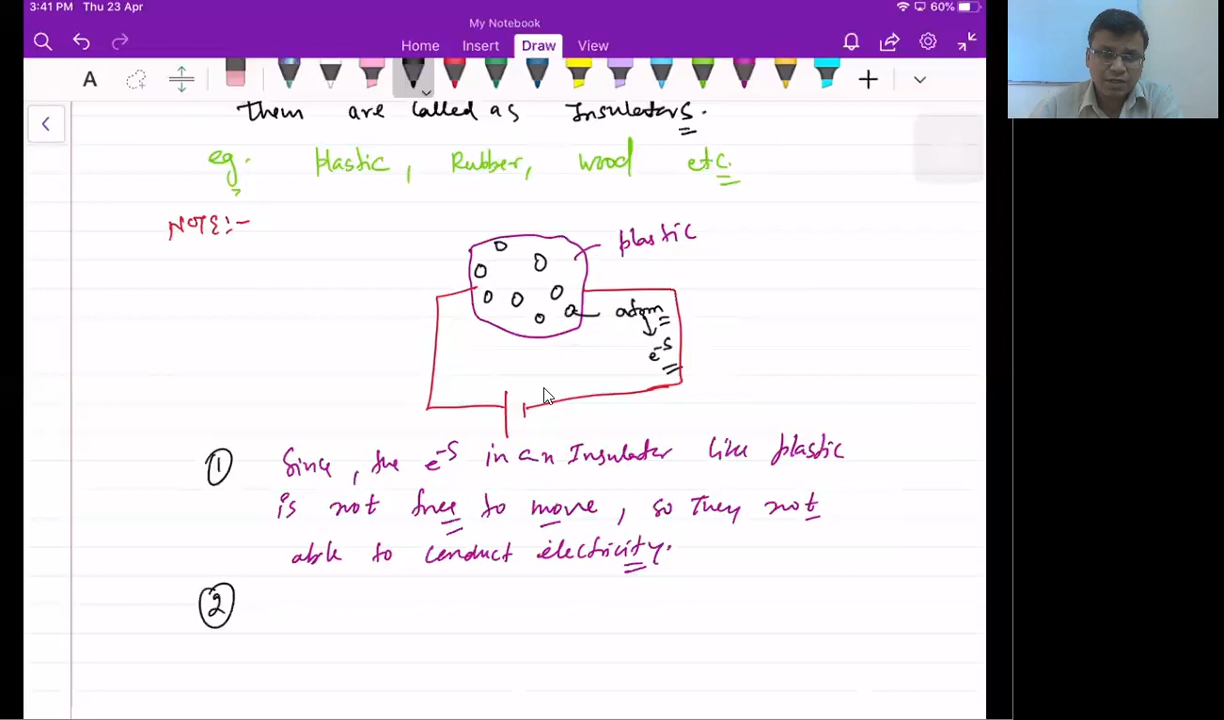 3:41 PM Thu 23 Apr
60%
My Notebook
Home Insert Draw View
A
Them are called as Insulators.
eg. plastic, Rubber, wood etc.
NOTE:-
plastic
atom
e-s
① Since, the e-s in an Insulator like plastic
is not free to move, so They not
able to conduct electricity.
②